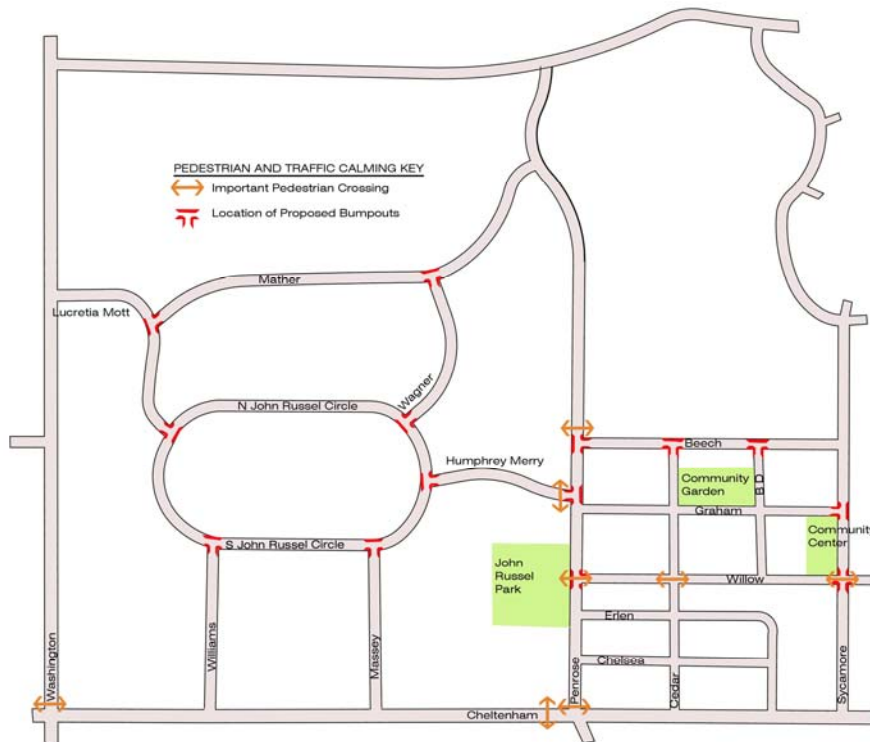 PEDESTRIAN AND TRAFFIC CALMING KEY
Important Pedestrian Crossing
Location of Proposed Bumpouts
Mather
Lucretia Mott
Wagner
N John Russel Circle
Humphrey Merry
Beech
Community
Garden
B D
Graham
Community
Center
S John Russel Circle
John
Russel
Park
Willow
Erlen
Williams
Massey
Chelsea
Washington
Penrose
Cedar
Sycamore
Cheltenham